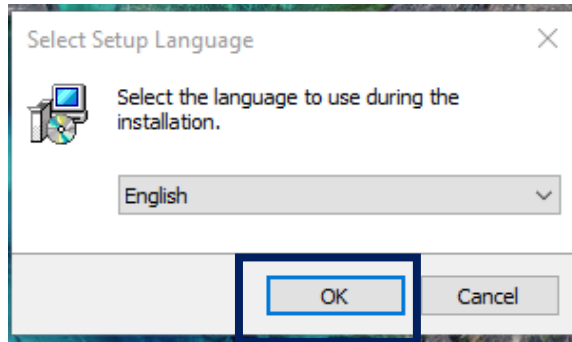 Select Setup Language
Select the language to use during the
installation.
English
OK
Cancel